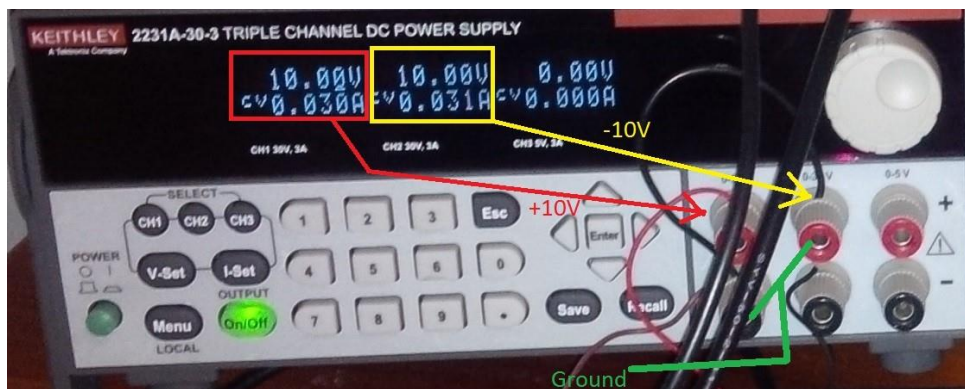 KEITHLEY 2231A-30-3 TRIPLE CHANNEL DC POWER SUPPLY
A Tektronix Company
10.00V 10.00V 0.00V
cv0.030A cv0.031A cv0.000A
-10V
CH1 30V, 3A CH2 30V, 3A CH3 5V, 3A
0-5 V
+10V
SELECT
CH1 CH2 CH3
1 2 3 Esc
+
Enter
POWER
V-Set I-Set
4 5 6 0
-
OUTPUT
Menu On/Off
7 8 9 .
Save Recall
LOCAL
Ground